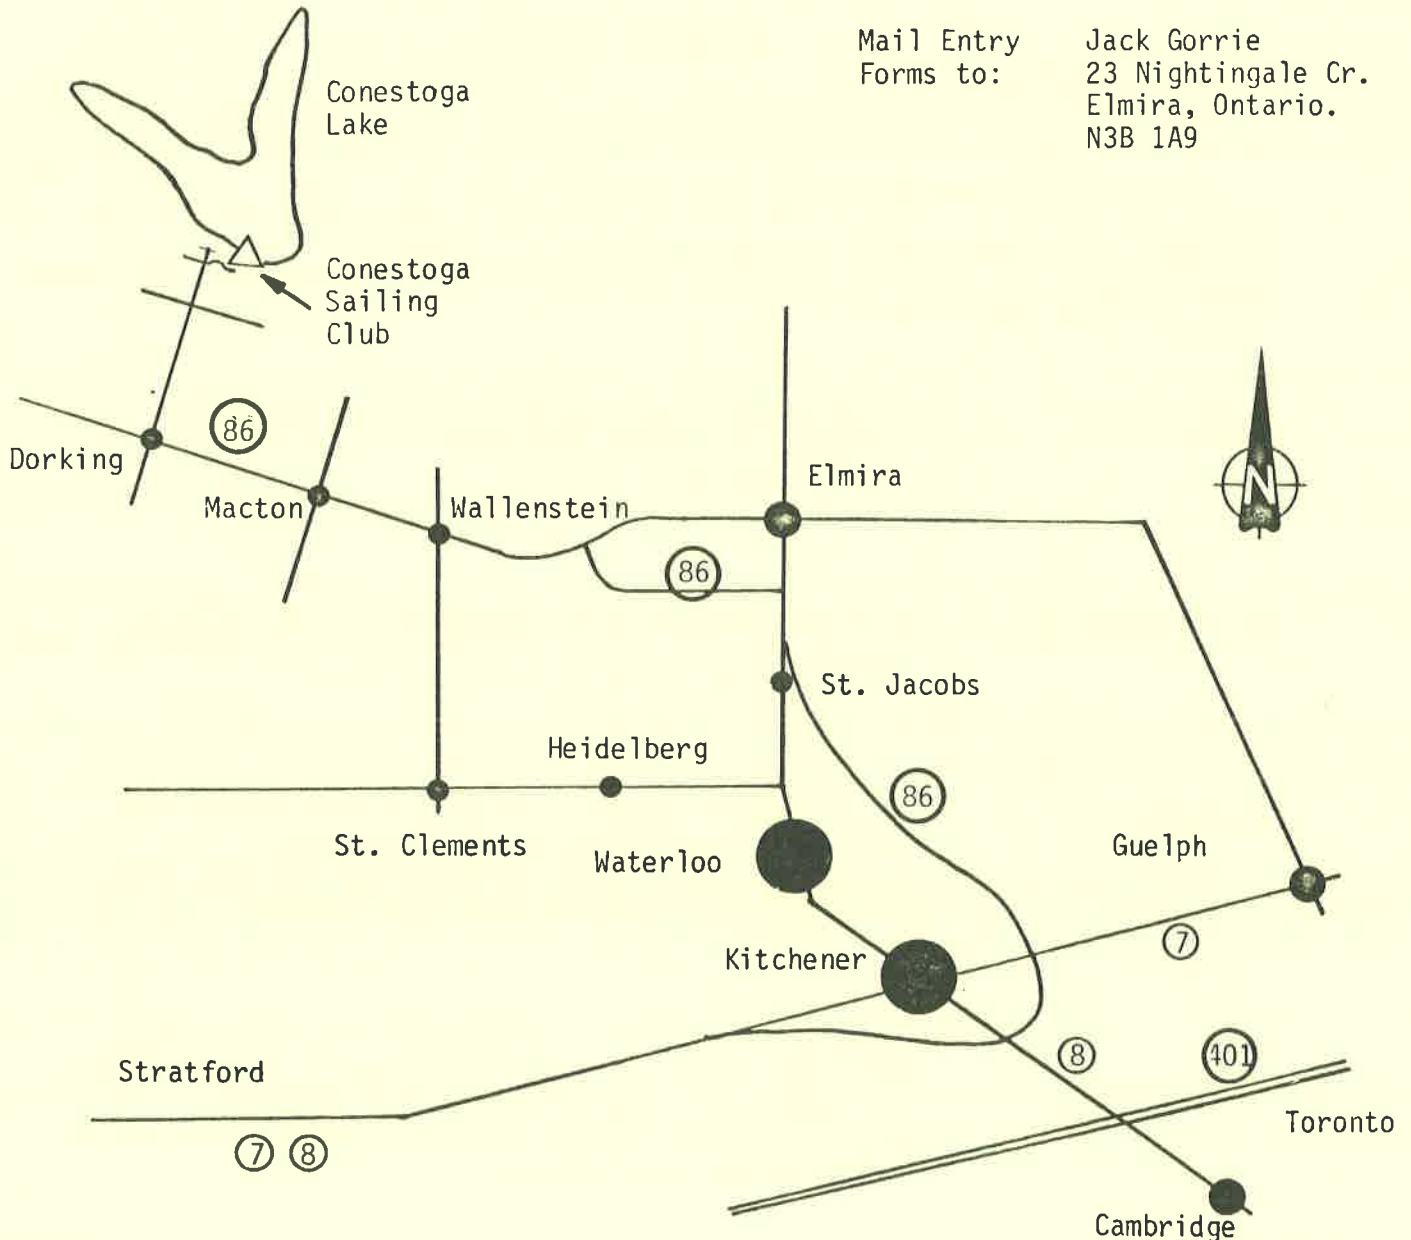 Mail Entry
Forms to:
Jack Gorrie
23 Nightingale Cr.
Elmira, Ontario.
N3B 1A9
Conestoga
Lake
Conestoga
Sailing
Club
86
Dorking
Macton
Wallenstein
Elmira
N
86
St. Jacobs
Heidelberg
86
St. Clements
Waterloo
Guelph
7
Kitchener
8
401
Stratford
7 8
Toronto
Cambridge